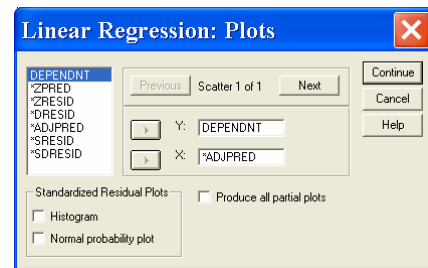 Linear Regression: Plots
DEPENDNT
*ZPRED
*ZRESID
*DRESID
*ADJPRED
*SRESID
*SDRESID
Previous Scatter 1 of 1 Next
Y: DEPENDNT
X: *ADJPRED
Continue
Cancel
Help
Standardized Residual Plots
Histogram
Normal probability plot
Produce all partial plots